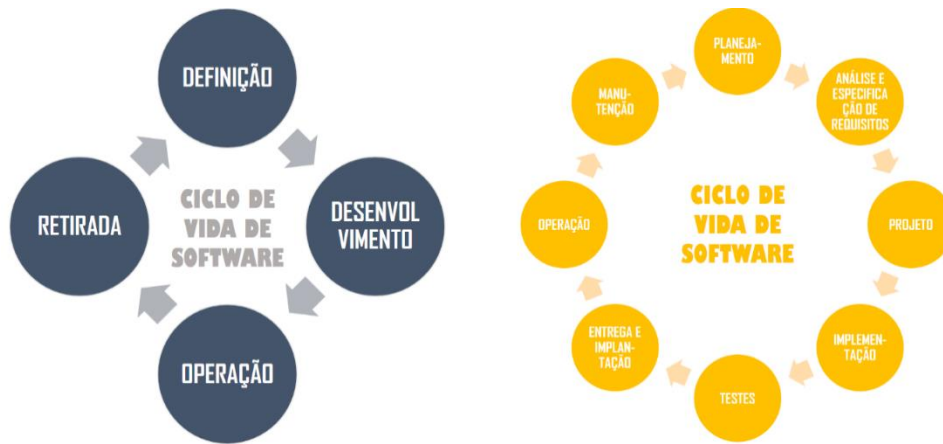 DEFINIÇÃO
DESENVOL
VIMENTO
OPERAÇÃO
RETIRADA
CICLO DE
VIDA DE
SOFTWARE
PLANEJA-
MENTO
ANÁLISE E
ESPECIFICA
ÇÃO DE
REQUISITOS
PROJETO
IMPLEMEN-
TAÇÃO
TESTES
ENTREGA E
IMPLAN-
TAÇÃO
OPERAÇÃO
MANU-
TENÇÃO
CICLO DE
VIDA DE
SOFTWARE